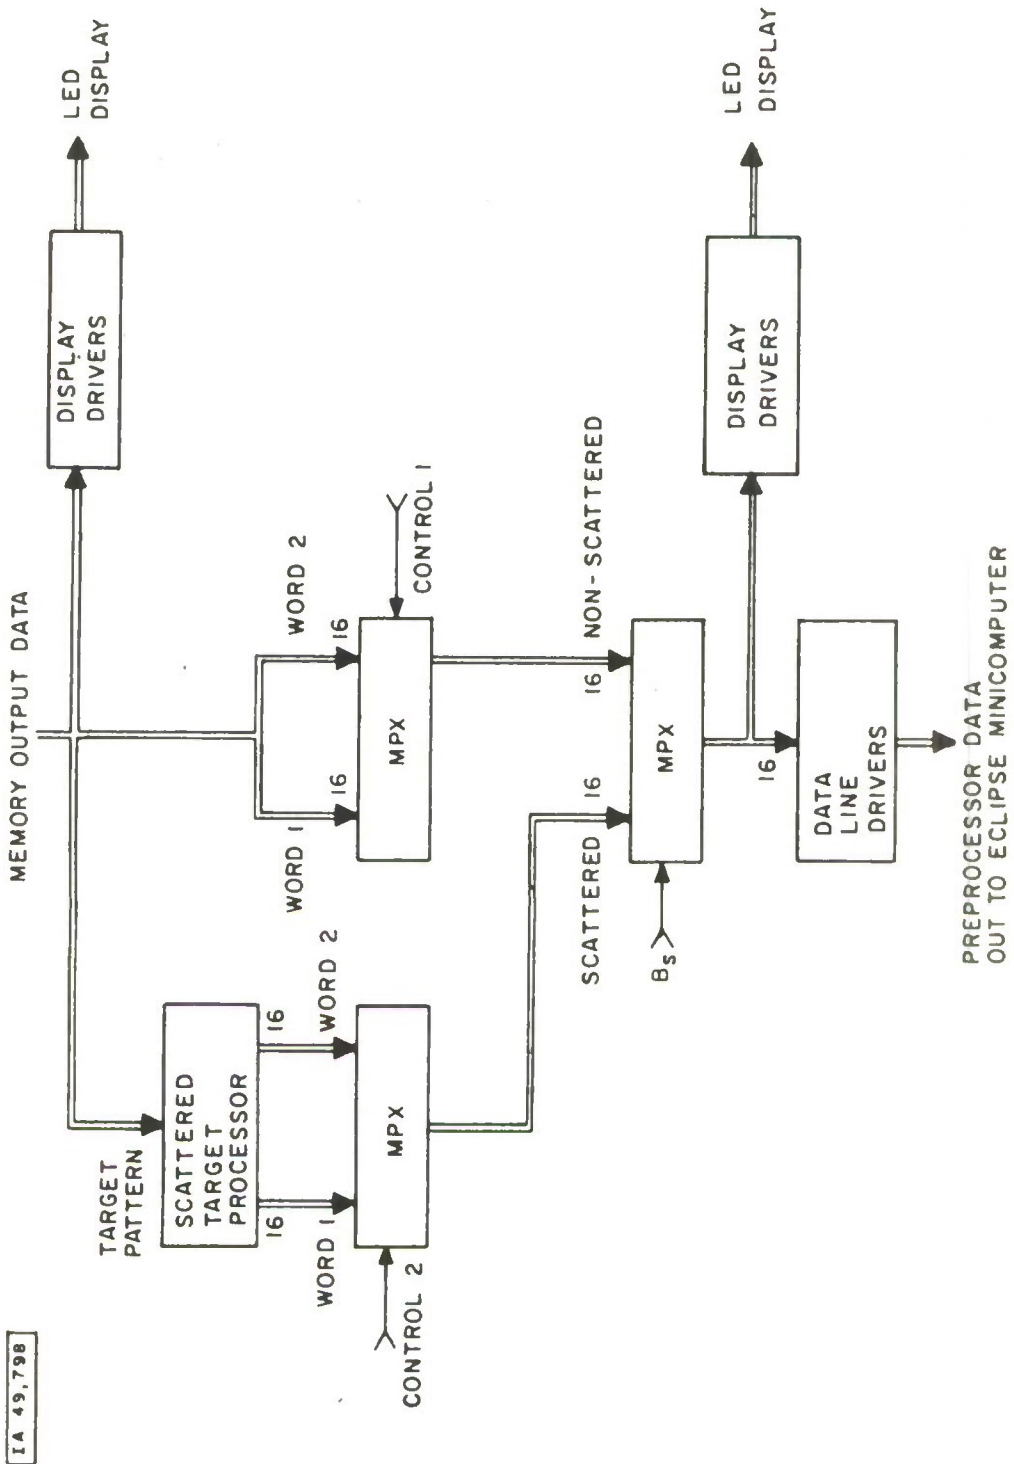 IA 49,798
MEMORY OUTPUT DATA
DISPLAY
DRIVERS
LED
DISPLAY
TARGET
PATTERN
SCATTERED
TARGET
PROCESSOR
16
16
WORD 1
WORD 2
WORD 1
WORD 2
16
16
CONTROL 2
MPX
MPX
CONTROL 1
SCATTERED
16
16
NON-SCATTERED
BS
MPX
16
DISPLAY
DRIVERS
LED
DISPLAY
DATA
LINE
DRIVERS
PREPROCESSOR DATA
OUT TO ECLIPSE MINICOMPUTER